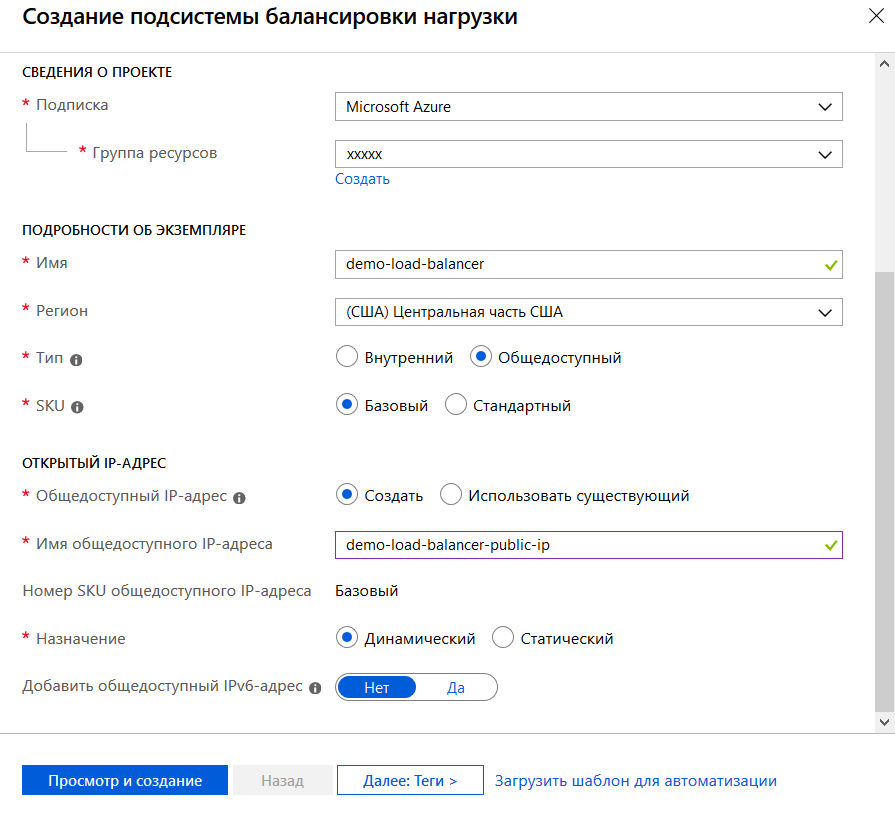 Создание подсистемы балансировки нагрузки
СВЕДЕНИЯ О ПРОЕКТЕ
* Подписка
Microsoft Azure
* Группа ресурсов
xxxxx
Создать
ПОДРОБНОСТИ ОБ ЭКЗЕМПЛЯРЕ
* Имя
demo-load-balancer
* Регион
(США) Центральная часть США
* Тип
Внутренний Общедоступный
* SKU
Базовый Стандартный
ОТКРЫТЫЙ IP-АДРЕС
* Общедоступный IP-адрес
Создать Использовать существующий
* Имя общедоступного IP-адреса
demo-load-balancer-public-ip
Номер SKU общедоступного IP-адреса
Базовый
* Назначение
Динамический Статический
Добавить общедоступный IPv6-адрес
Нет Да
Просмотр и создание
Назад
Далее: Теги >
Загрузить шаблон для автоматизации